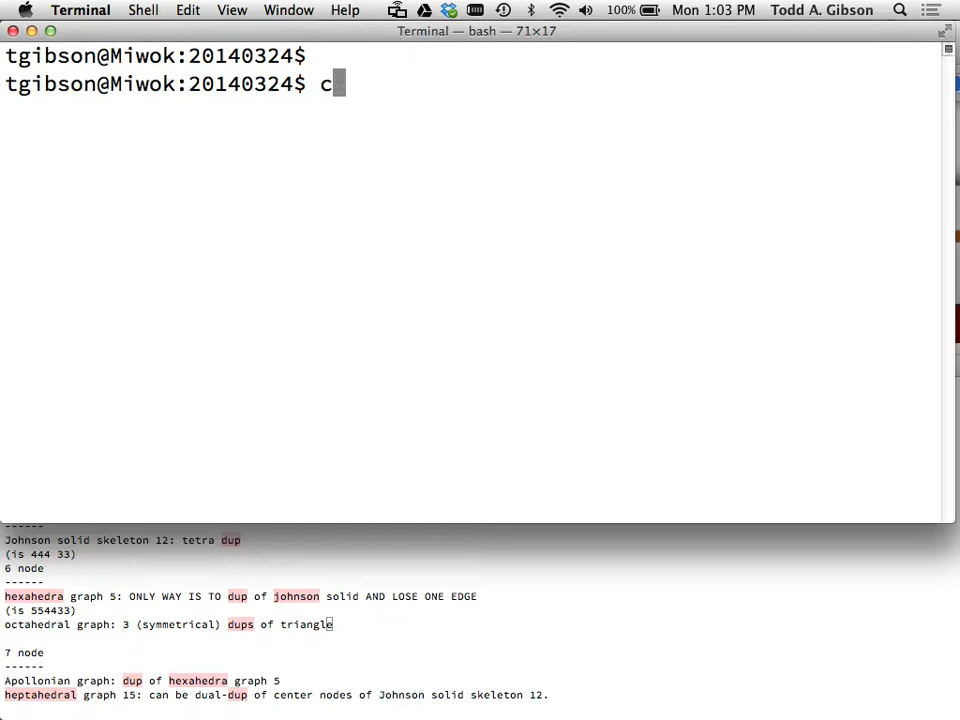 Terminal Shell Edit View Window Help 100% Mon 1:03 PM Todd A. Gibson
Terminal — bash — 71×17
tgibson@Miwok:20140324$
tgibson@Miwok:20140324$ c
------
Johnson solid skeleton 12: tetra dup
(is 444 33)
6 node
------
hexahedra graph 5: ONLY WAY IS TO dup of johnson solid AND LOSE ONE EDGE
(is 554433)
octahedral graph: 3 (symmetrical) dups of triangle
7 node
------
Apollonian graph: dup of hexahedra graph 5
heptahedral graph 15: can be dual-dup of center nodes of Johnson solid skeleton 12.